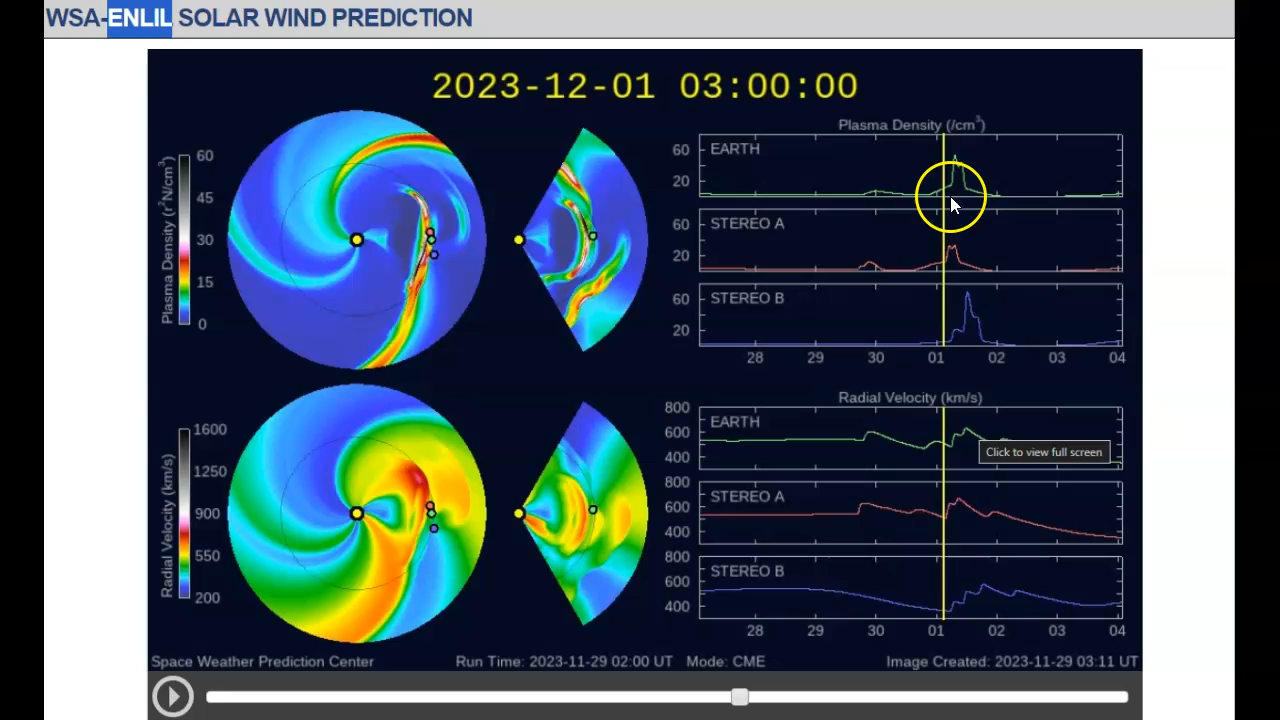 WSA-ENLIL SOLAR WIND PREDICTION
2023-12-01 03:00:00
Plasma Density (r²N/cm³)
60
45
30
15
0
Plasma Density (/cm³)
EARTH
60
20
STEREO A
60
20
STEREO B
60
20
28 29 30 01 02 03 04
Radial Velocity (km/s)
1600
1250
900
550
200
Radial Velocity (km/s)
EARTH
800
600
400
Click to view full screen
STEREO A
800
600
400
STEREO B
800
600
400
28 29 30 01 02 03 04
Space Weather Prediction Center Run Time: 2023-11-29 02:00 UT Mode: CME Image Created: 2023-11-29 03:11 UT